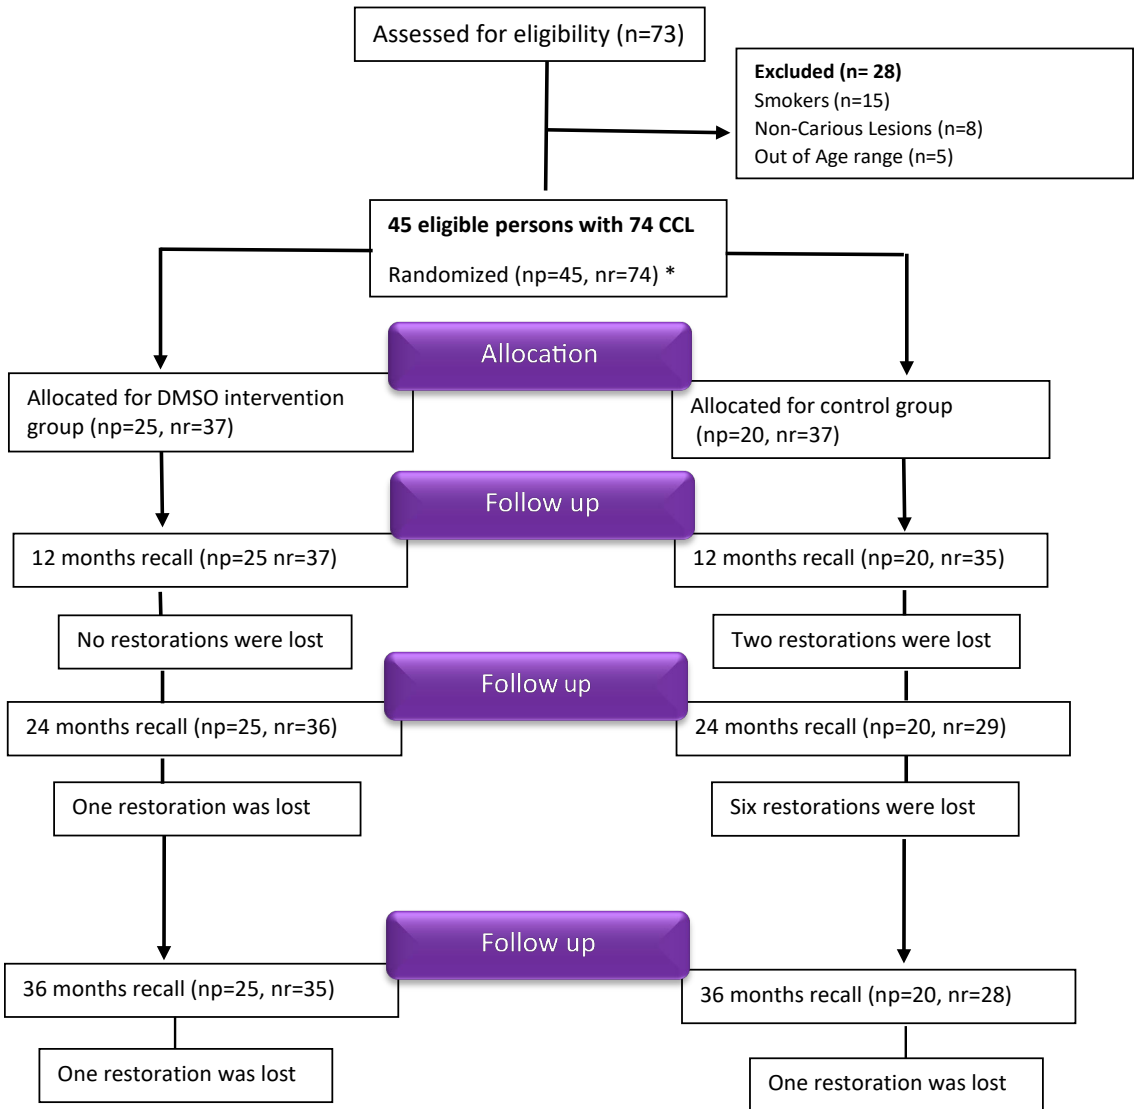 Assessed for eligibility (n=73)
Excluded (n= 28)
Smokers (n=15)
Non-Carious Lesions (n=8)
Out of Age range (n=5)
45 eligible persons with 74 CCL
Randomized (np=45, nr=74) *
Allocation
Allocated for DMSO intervention
group (np=25, nr=37)
Allocated for control group
(np=20, nr=37)
Follow up
12 months recall (np=25 nr=37)
12 months recall (np=20, nr=35)
No restorations were lost
Two restorations were lost
Follow up
24 months recall (np=25, nr=36)
24 months recall (np=20, nr=29)
One restoration was lost
Six restorations were lost
Follow up
36 months recall (np=25, nr=35)
36 months recall (np=20, nr=28)
One restoration was lost
One restoration was lost